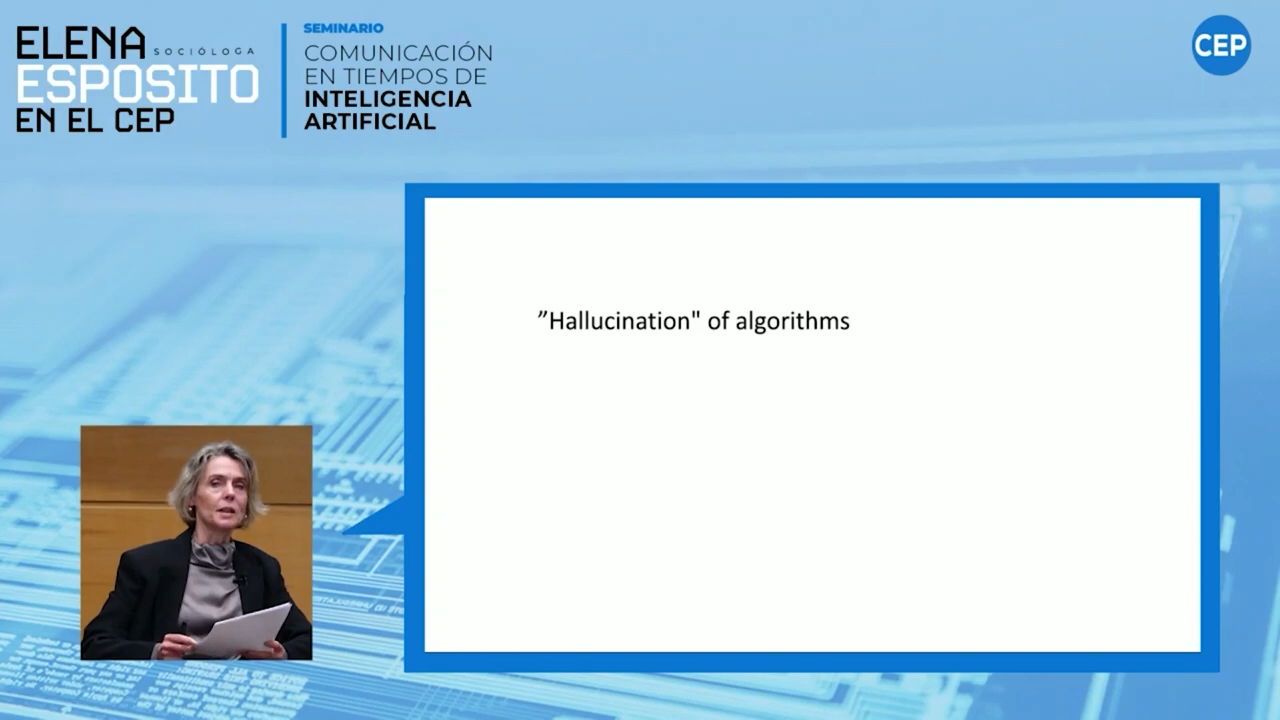 ELENA SOCIÓLOGA
ESPOSITO
EN EL CEP
SEMINARIO
COMUNICACIÓN
EN TIEMPOS DE
INTELIGENCIA
ARTIFICIAL
CEP
”Hallucination" of algorithms